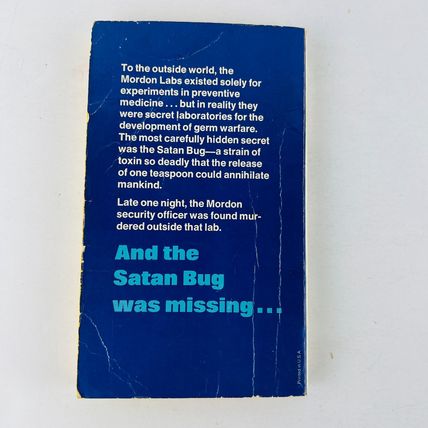 To the outside world, the
Mordon Labs existed solely for
experiments in preventive
medicine . . . but in reality they
were secret laboratories for the
development of germ warfare.
The most carefully hidden secret
was the Satan Bug—a strain of
toxin so deadly that the release
of one teaspoon could annihilate
mankind.
Late one night, the Mordon
security officer was found mur-
dered outside that lab.
And the
Satan Bug
was missing . . .
Printed in U.S.A.